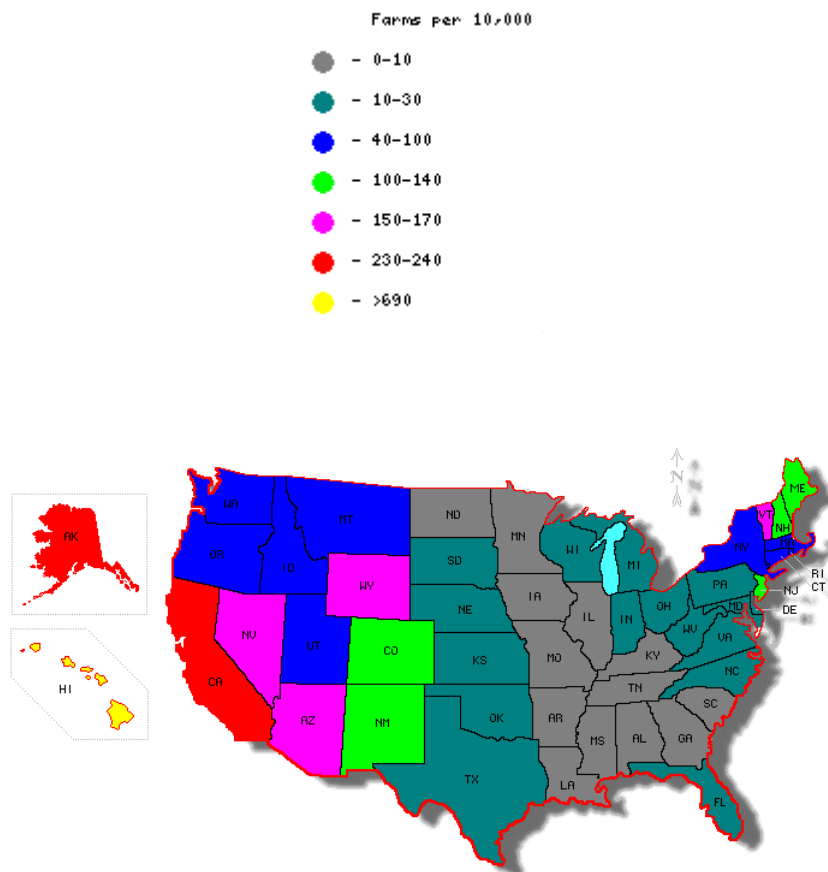 Farms per 10,000
- 0-10
- 10-30
- 40-100
- 100-140
- 150-170
- 230-240
- >690
N
ME
WA
MT
ND
VT
NH
MN
OR
ID
SD
WI
MI
NY
MA
AK
WY
RI
CT
PA
NJ
NE
IA
IL
IN
OH
MD
DE
NV
UT
CO
KS
MO
KY
WV
VA
HI
CA
AZ
NM
OK
AR
TN
NC
SC
TX
MS
AL
GA
LA
FL